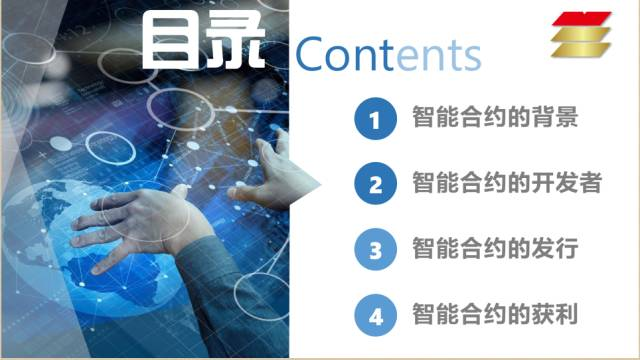 目录 Contents
1 智能合约的背景
2 智能合约的开发者
3 智能合约的发行
4 智能合约的获利